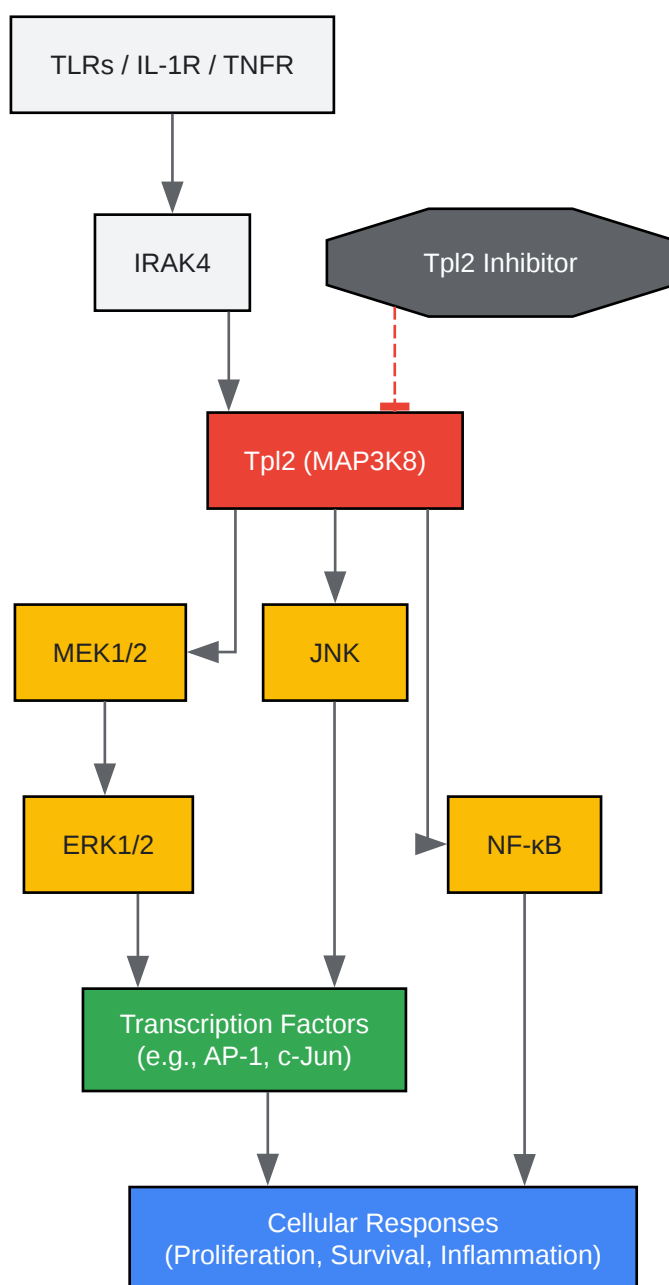 TLRs / IL-1R / TNFR
IRAK4
Tpl2 Inhibitor
Tpl2 (MAP3K8)
MEK1/2
JNK
ERK1/2
NF-κB
Transcription Factors
(e.g., AP-1, c-Jun)
Cellular Responses
(Proliferation, Survival, Inflammation)